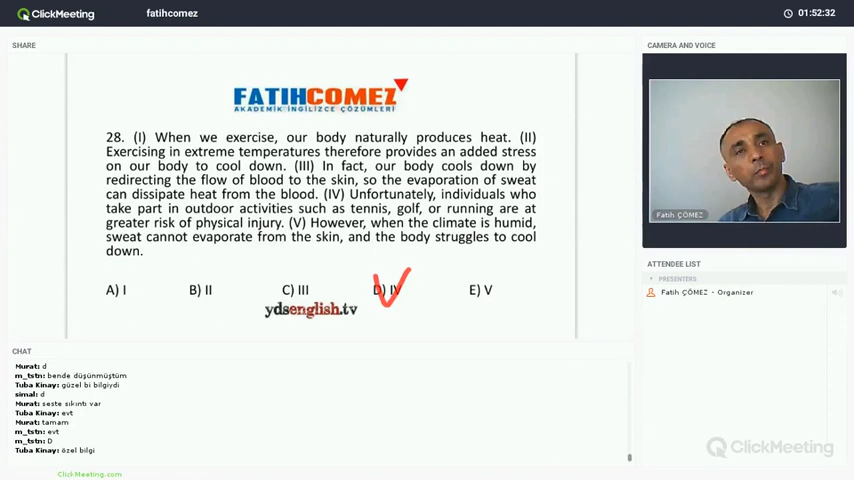 ClickMeeting
fatihcomez
01:52:32
SHARE
CAMERA AND VOICE
FATIHCOMEZ
AKADEMİK İNGİLİZCE ÇÖZÜMLERİ
28. (I) When we exercise, our body naturally produces heat. (II)
Exercising in extreme temperatures therefore provides an added stress
on our body to cool down. (III) In fact, our body cools down by
redirecting the flow of blood to the skin, so the evaporation of sweat
can dissipate heat from the blood. (IV) Unfortunately, individuals who
take part in outdoor activities such as tennis, golf, or running are at
greater risk of physical injury. (V) However, when the climate is humid,
sweat cannot evaporate from the skin, and the body struggles to cool
down.
A) I B) II C) III D) IV E) V
ydsenglish.tv
Fatih ÇÖMEZ
ATTENDEE LIST
PRESENTERS
Fatih ÇÖMEZ - Organizer
CHAT
Murat: d
m_tstn: bende düşünmüştüm
Tuba Kinay: güzel bi bilgiydi
simal: d
Murat: seste sıkıntı var
Tuba Kinay: evt
Murat: tamam
m_tstn: evt
m_tstn: D
Tuba Kinay: özel bilgi
ClickMeeting
ClickMeeting.com